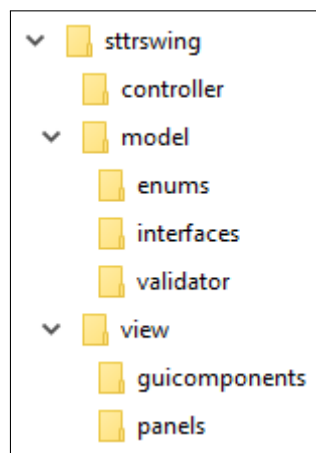 sttrswing
controller
model
enums
interfaces
validator
view
guicomponents
panels